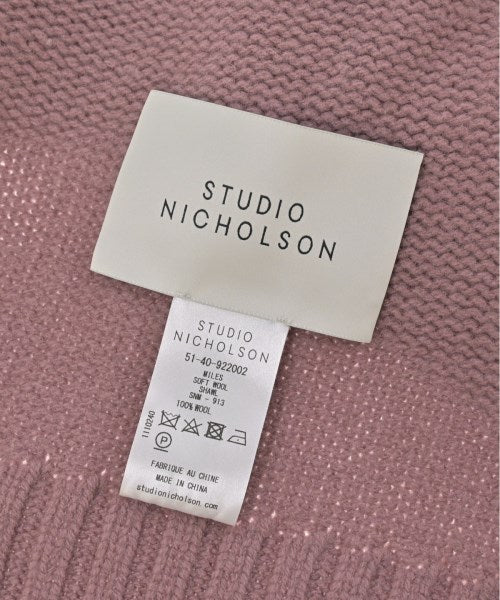 STUDIO
NICHOLSON
STUDIO
NICHOLSON
51-40-922002
MILES
SOFT WOOL
SHAWL
SNM - 913
100% WOOL
1110240
P
FABRIQUE AU CHINE
MADE IN CHINA
studionicholson.com